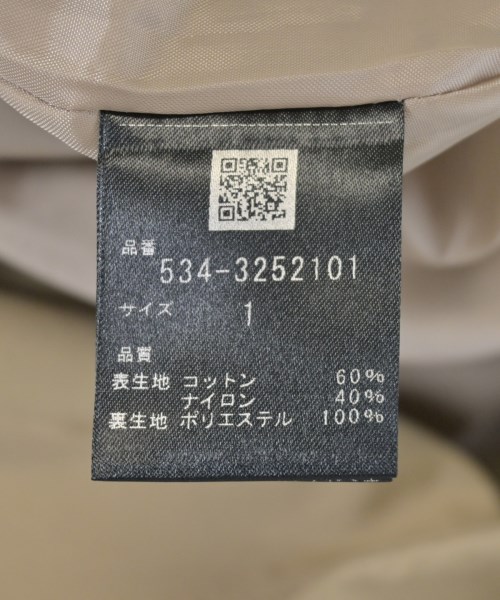 品番
534-3252101
サイズ 1
品質
表生地 コットン 60%
ナイロン 40%
裏生地 ポリエステル 100%